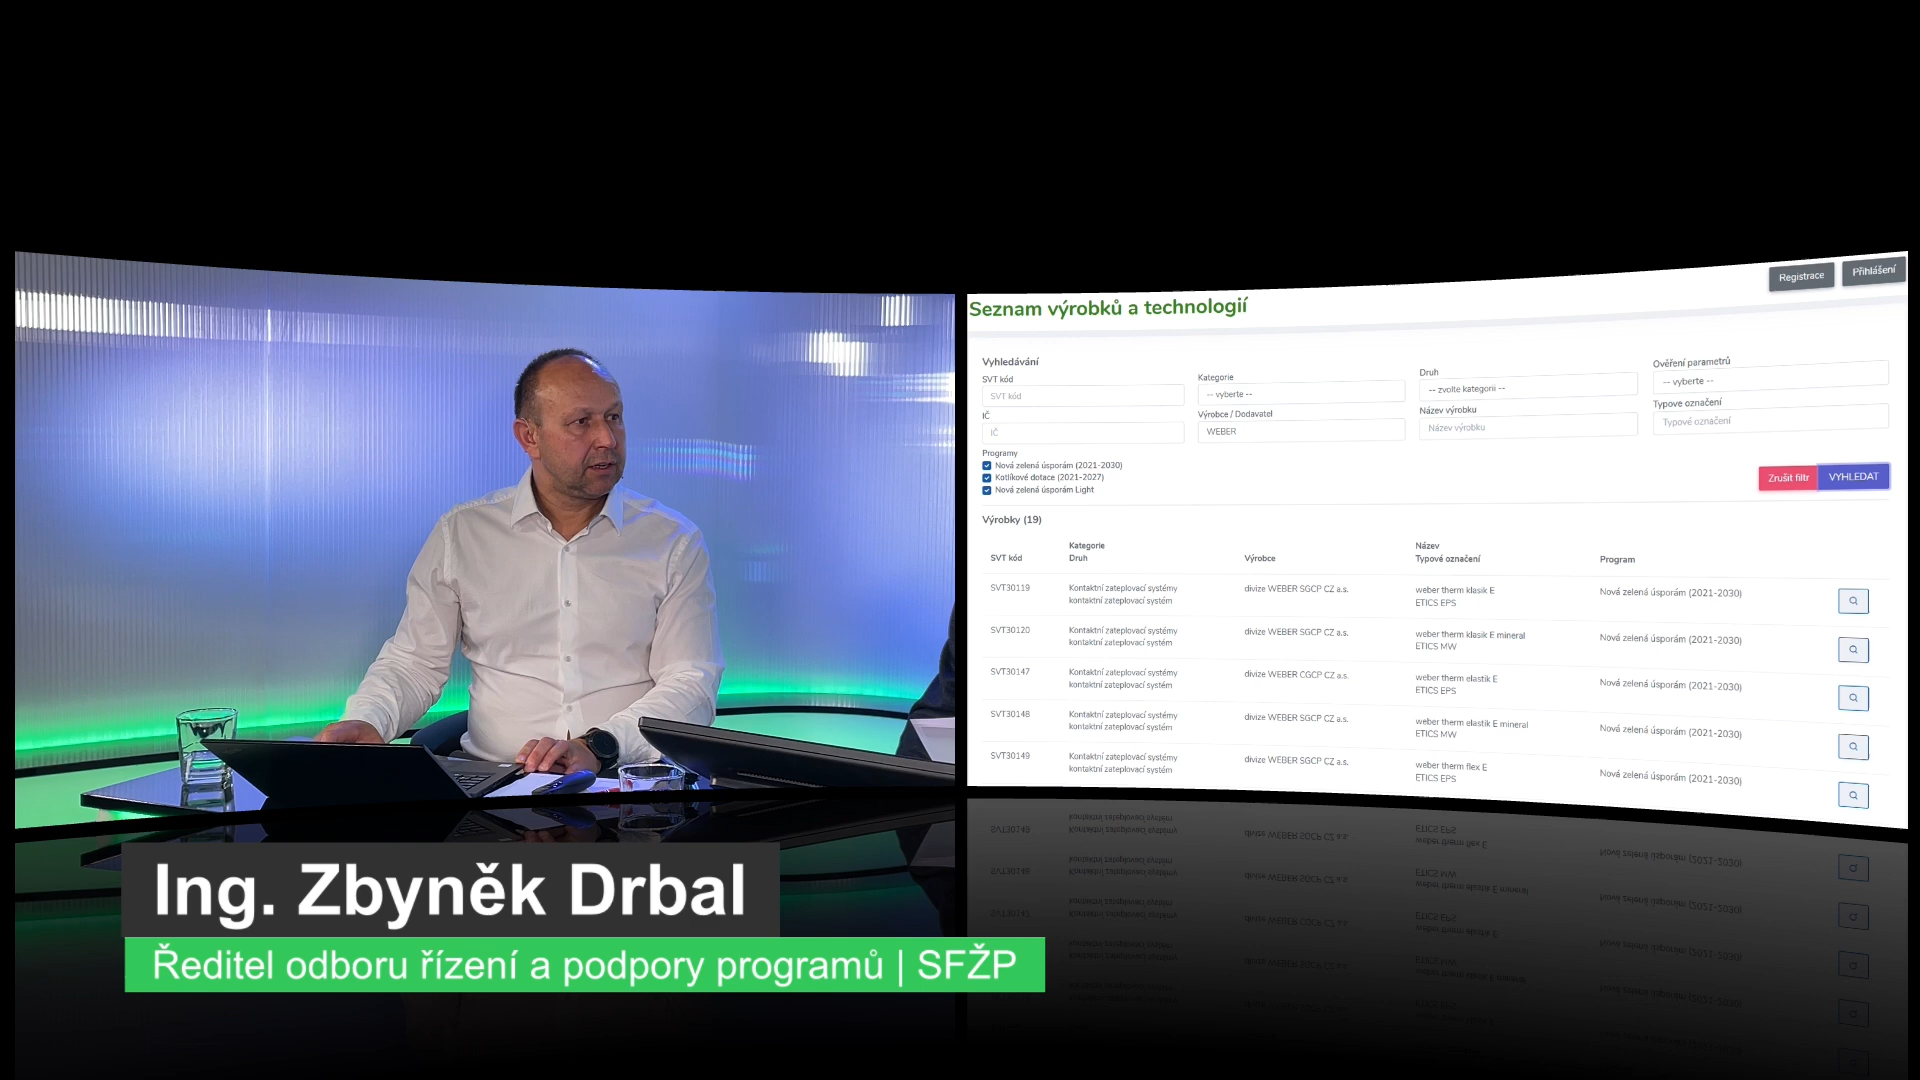 Registrace
Přihlášení
Seznam výrobků a technologií
Vyhledávání
SVT kód
SVT kód
Kategorie
-- vyberte --
Druh
-- zvolte kategorii --
Ověření parametrů
-- vyberte --
IČ
IČ
Výrobce / Dodavatel
WEBER
Název výrobku
Název výrobku
Typove označení
Typové označení
Programy
Nová zelená úsporám (2021-2030)
Kotlíkové dotace (2021-2027)
Nová zelená úsporám Light
Zrušit filtr
VYHLEDAT
Výrobky (19)
SVT kód
Kategorie
Druh
Výrobce
Název
Typové označení
Program
SVT30119
Kontaktní zateplovací systémy
kontaktní zateplovací systém
divize WEBER SGCP CZ a.s.
weber therm klasik E
ETICS EPS
Nová zelená úsporám (2021-2030)
SVT30120
Kontaktní zateplovací systémy
kontaktní zateplovací systém
divize WEBER SGCP CZ a.s.
weber therm klasik E mineral
ETICS MW
Nová zelená úsporám (2021-2030)
SVT30147
Kontaktní zateplovací systémy
kontaktní zateplovací systém
divize WEBER CGCP CZ a.s.
weber therm elastik E
ETICS EPS
Nová zelená úsporám (2021-2030)
SVT30148
Kontaktní zateplovací systémy
kontaktní zateplovací systém
divize WEBER SGCP CZ a.s.
weber therm elastik E mineral
ETICS MW
Nová zelená úsporám (2021-2030)
SVT30149
Kontaktní zateplovací systémy
kontaktní zateplovací systém
divize WEBER SGCP CZ a.s.
weber therm flex E
ETICS EPS
Nová zelená úsporám (2021-2030)
Ing. Zbyněk Drbal
Ředitel odboru řízení a podpory programů | SFŽP